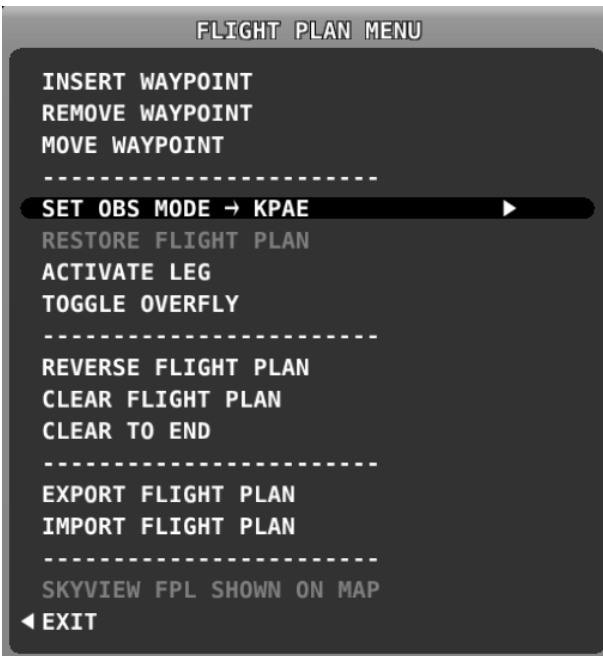 FLIGHT PLAN MENU
INSERT WAYPOINT
REMOVE WAYPOINT
MOVE WAYPOINT
------------------------
SET OBS MODE → KPAE ▶
RESTORE FLIGHT PLAN
ACTIVATE LEG
TOGGLE OVERFLY
------------------------
REVERSE FLIGHT PLAN
CLEAR FLIGHT PLAN
CLEAR TO END
------------------------
EXPORT FLIGHT PLAN
IMPORT FLIGHT PLAN
------------------------
SKYVIEW FPL SHOWN ON MAP
◀ EXIT